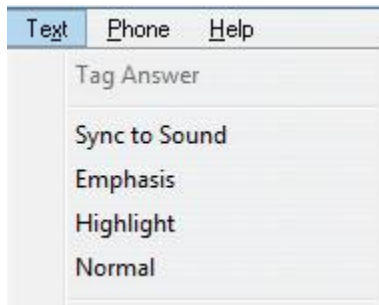 Text Phone Help
Tag Answer
Sync to Sound
Emphasis
Highlight
Normal